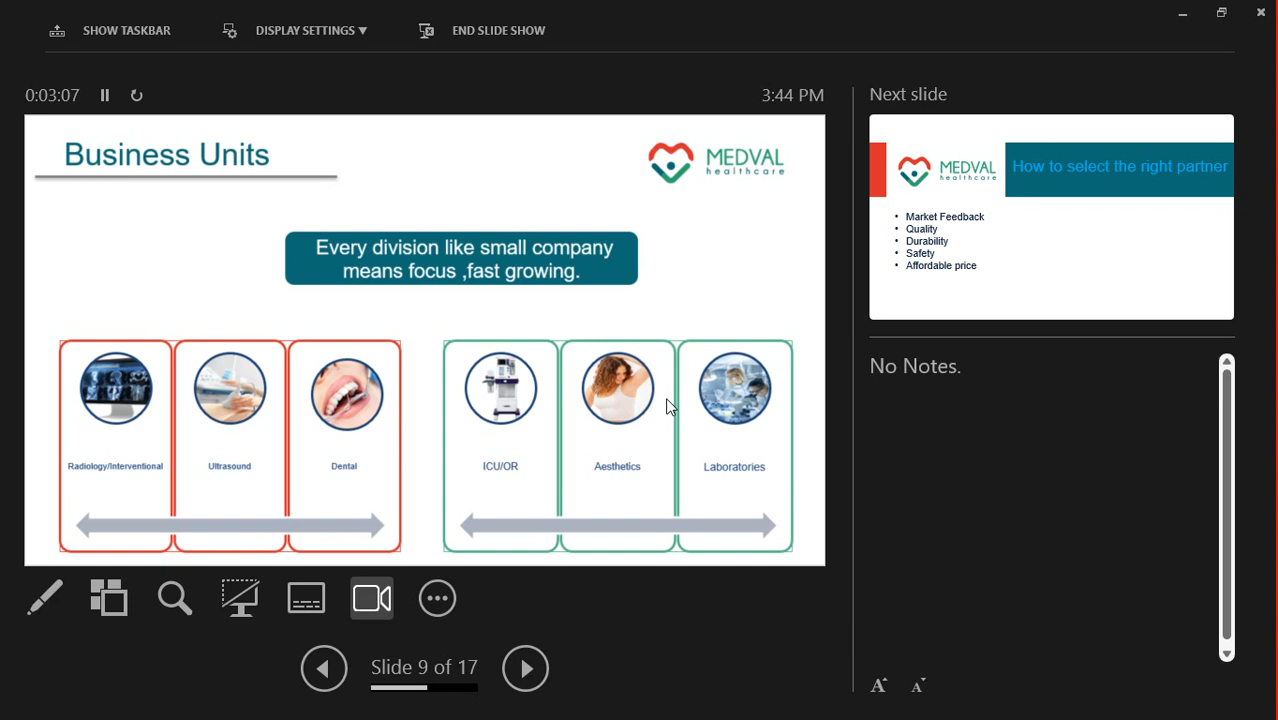 SHOW TASKBAR
DISPLAY SETTINGS ▼
END SLIDE SHOW
0:03:07
3:44 PM
Business Units
MEDVAL
healthcare
Every division like small company
means focus ,fast growing.
Radiology/Interventional
Ultrasound
Dental
ICU/OR
Aesthetics
Laboratories
Slide 9 of 17
Next slide
MEDVAL
healthcare
How to select the right partner
• Market Feedback
• Quality
• Durability
• Safety
• Affordable price
No Notes.
A A